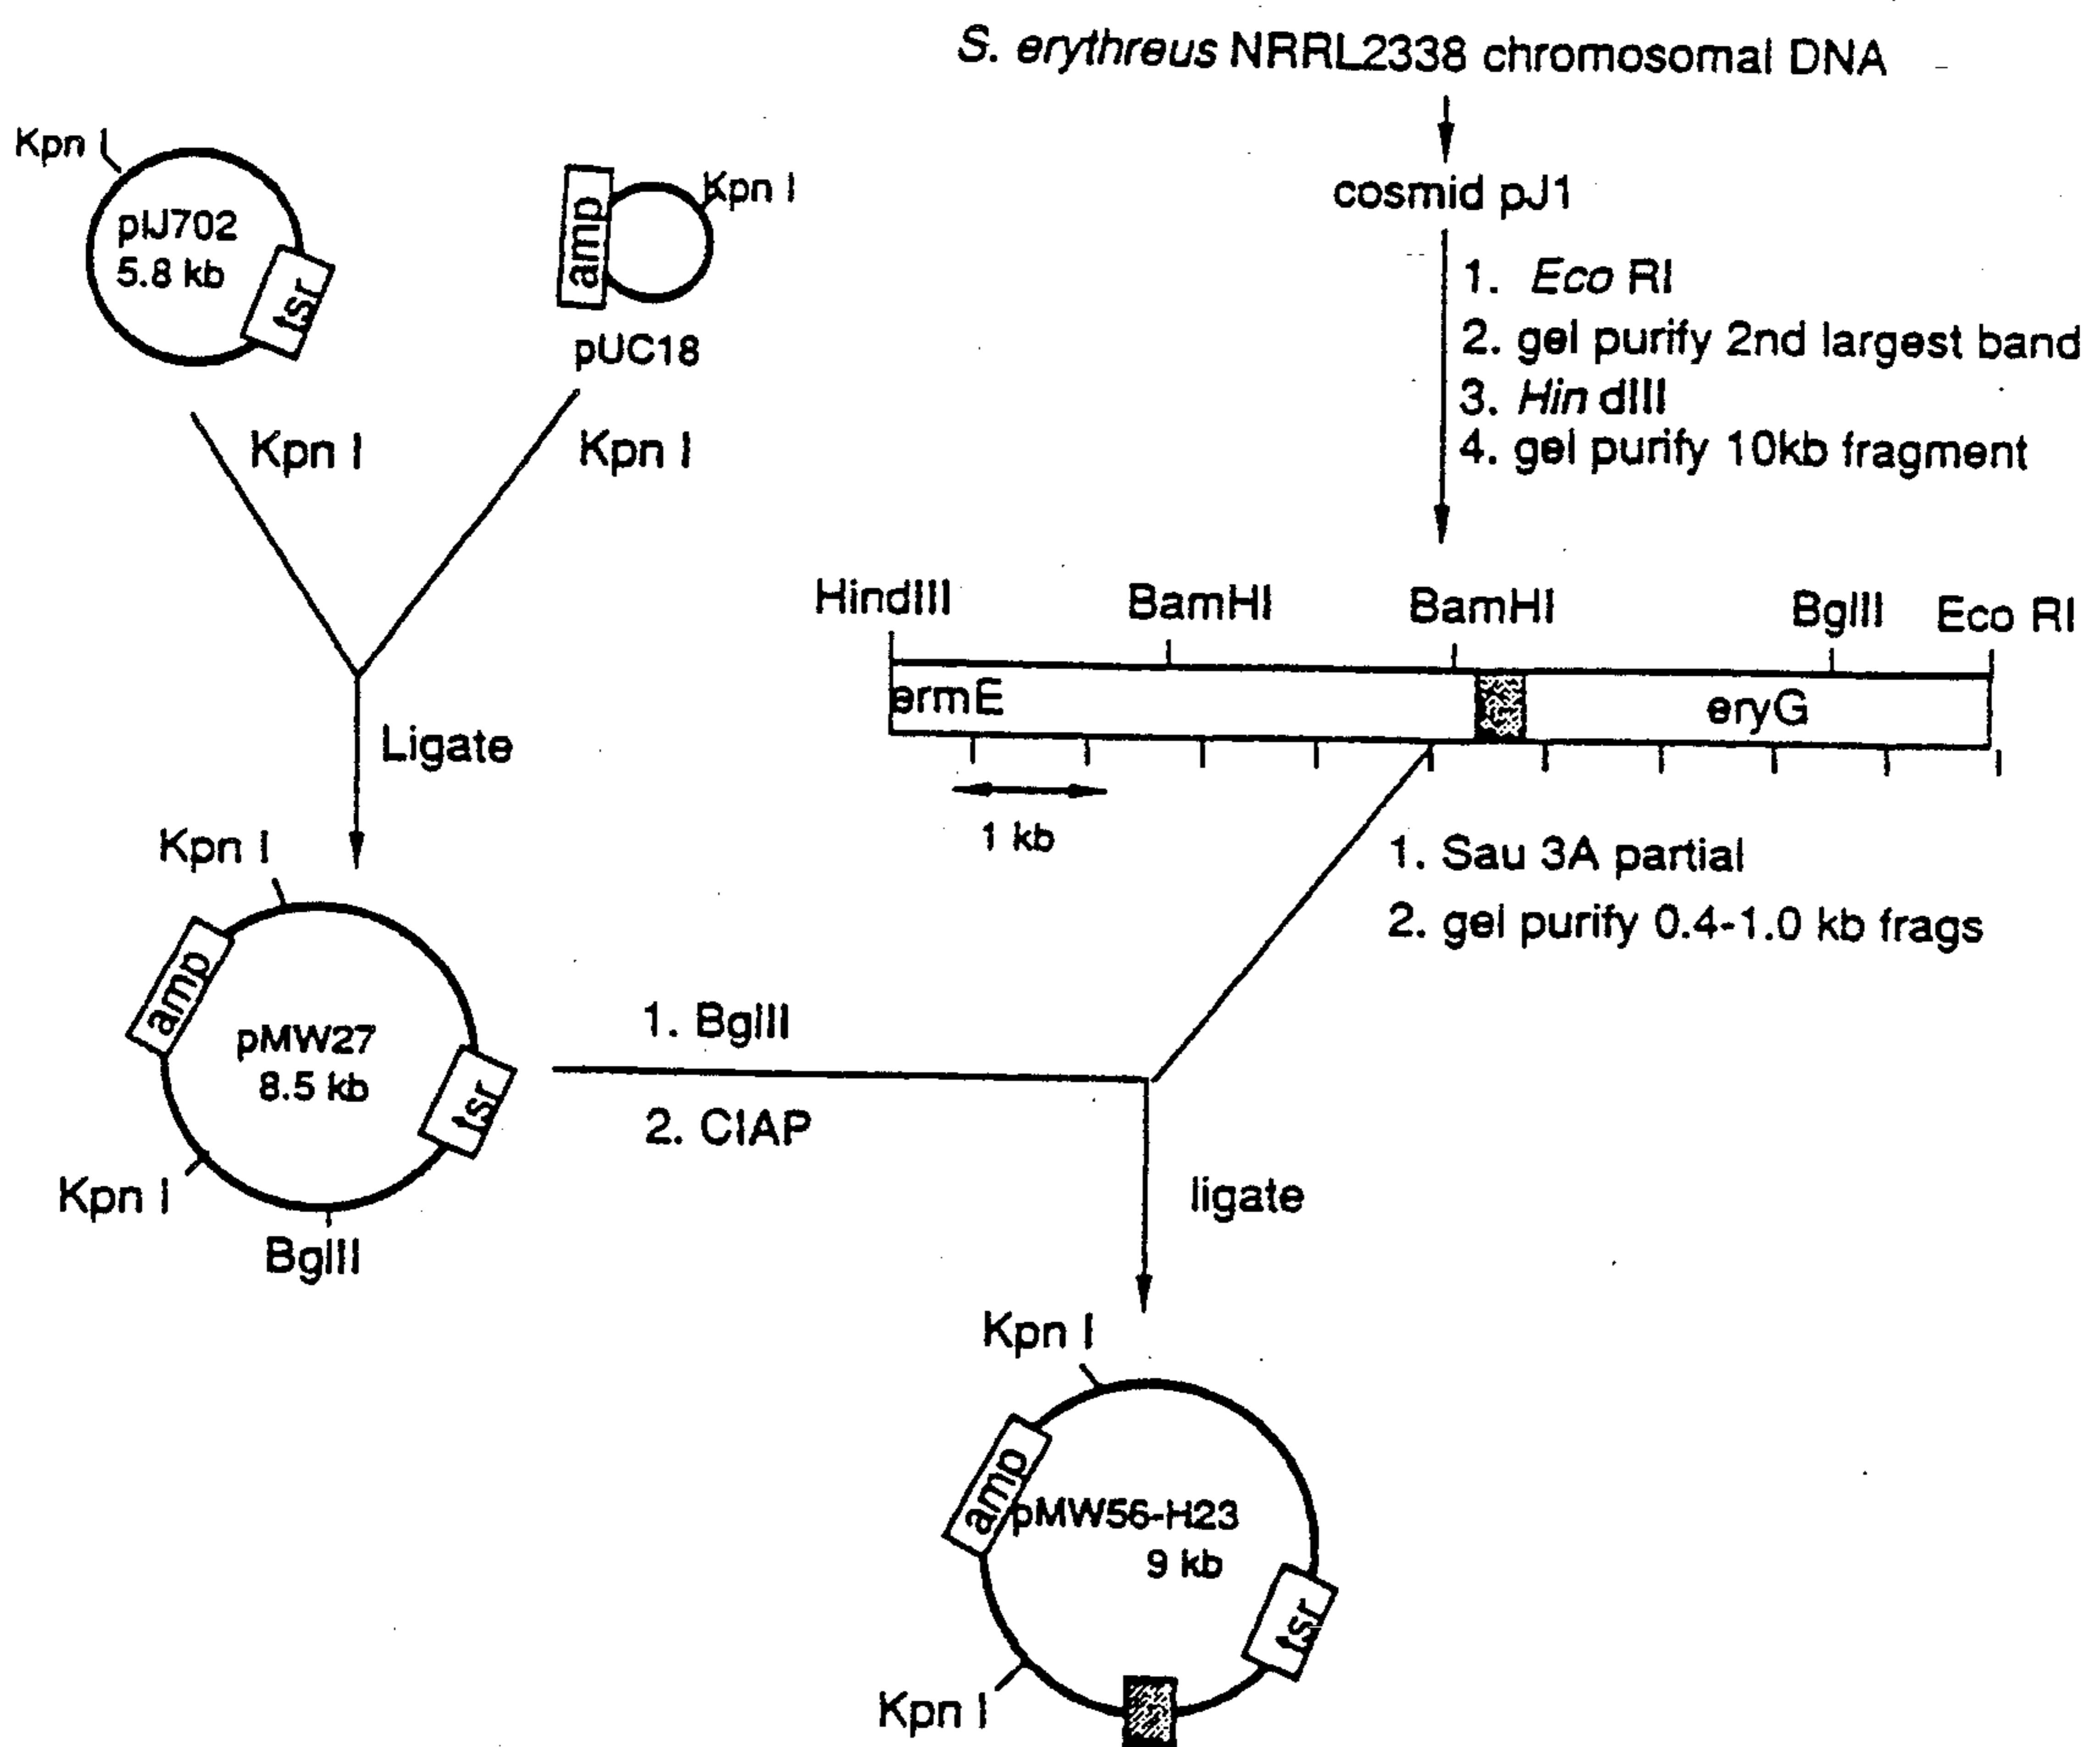 S. erythreus NRRL2338 chromosomal DNA
cosmid pJ1
1. Eco RI
2. gel purify 2nd largest band
3. Hin dIII
4. gel purify 10kb fragment
Kpn I
pIJ702
5.8 kb
tsr
amp
Kpn I
pUC18
Kpn I
Kpn I
Ligate
HindIII
BamHI
BamHI
BglII
Eco RI
ermE
eryG
1 kb
1. Sau 3A partial
2. gel purify 0.4-1.0 kb frags
Kpn I
amp
pMW27
8.5 kb
tsr
Kpn I
BglII
1. BglII
2. CIAP
ligate
Kpn I
amp
pMW56-H23
9 kb
tsr
Kpn I